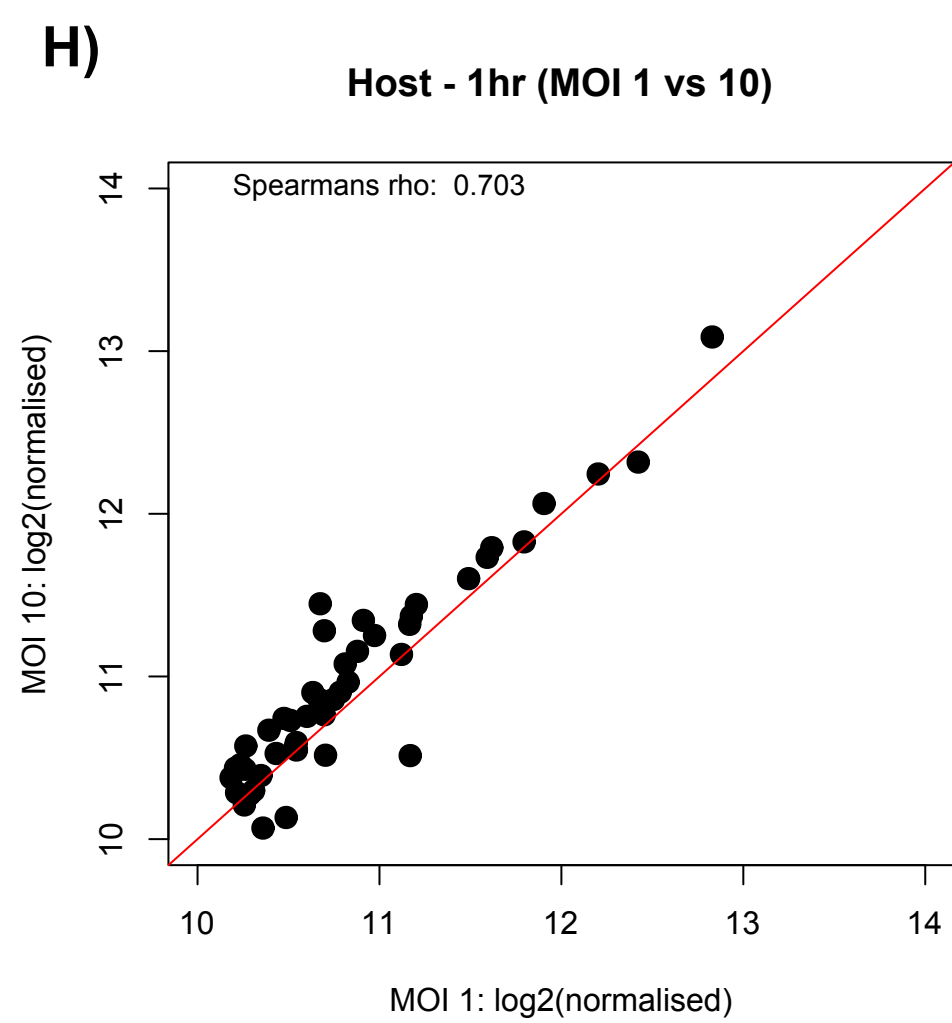 H)
Host - 1hr (MOI 1 vs 10)
Spearmans rho: 0.703
14
13
12
11
10
MOI 10: log2(normalised)
10 11 12 13 14
MOI 1: log2(normalised)